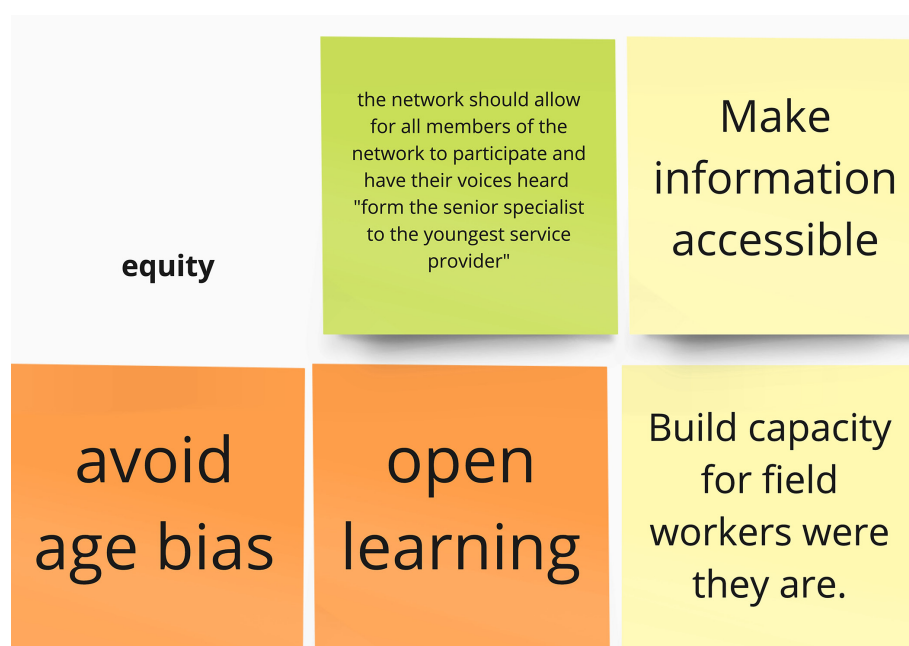 equity
the network should allow
for all members of the
network to participate and
have their voices heard
"form the senior specialist
to the youngest service
provider"
Make
information
accessible
avoid
age bias
open
learning
Build capacity
for field
workers were
they are.